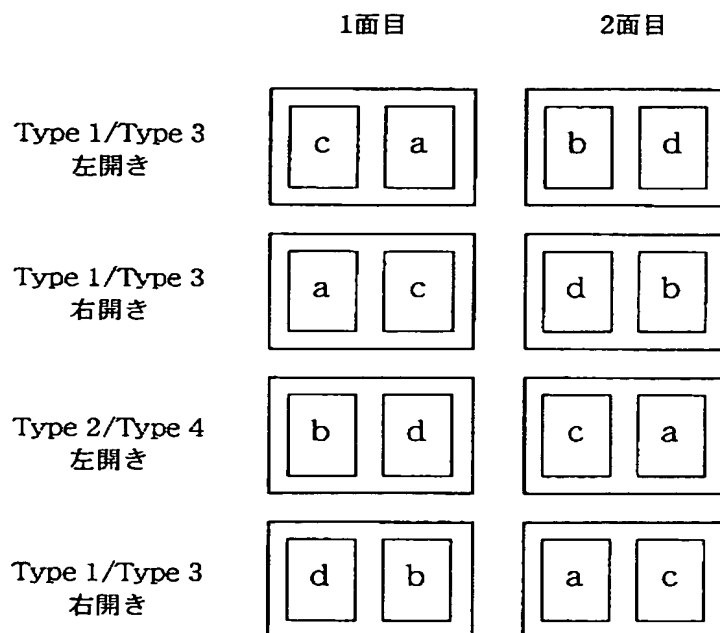 1面目 2面目
Type 1/Type 3
左開き
c a b d
Type 1/Type 3
右開き
a c d b
Type 2/Type 4
左開き
b d c a
Type 1/Type 3
右開き
d b a c